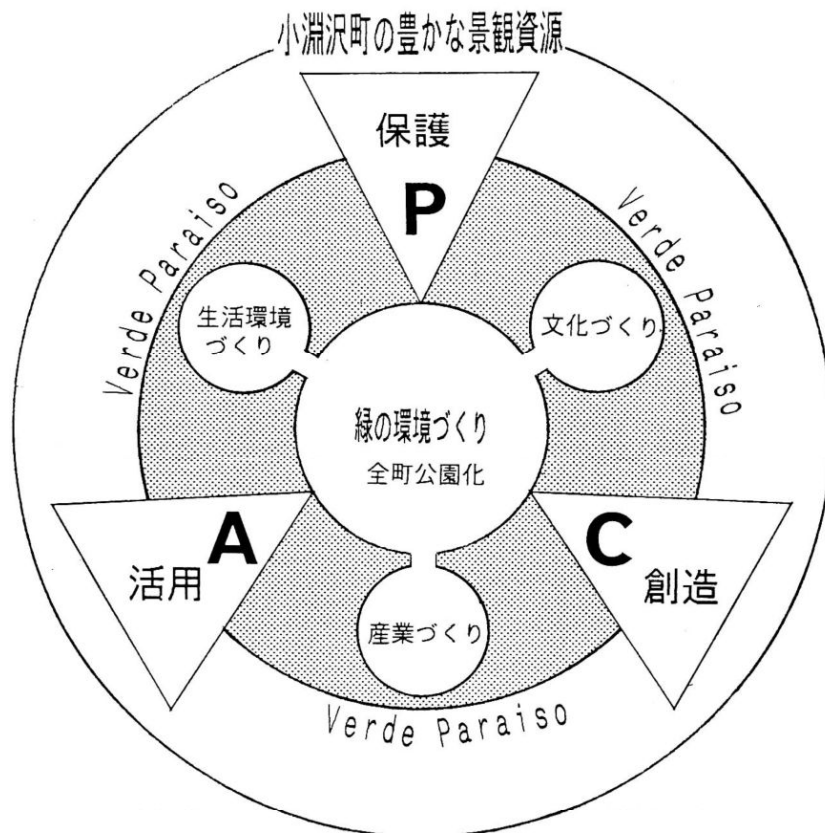 小淵沢町の豊かな景観資源
保護
P
Verde Paraiso
Verde Paraiso
生活環境
づくり
文化づくり
緑の環境づくり
全町公園化
A
活用
C
創造
産業づくり
Verde Paraiso